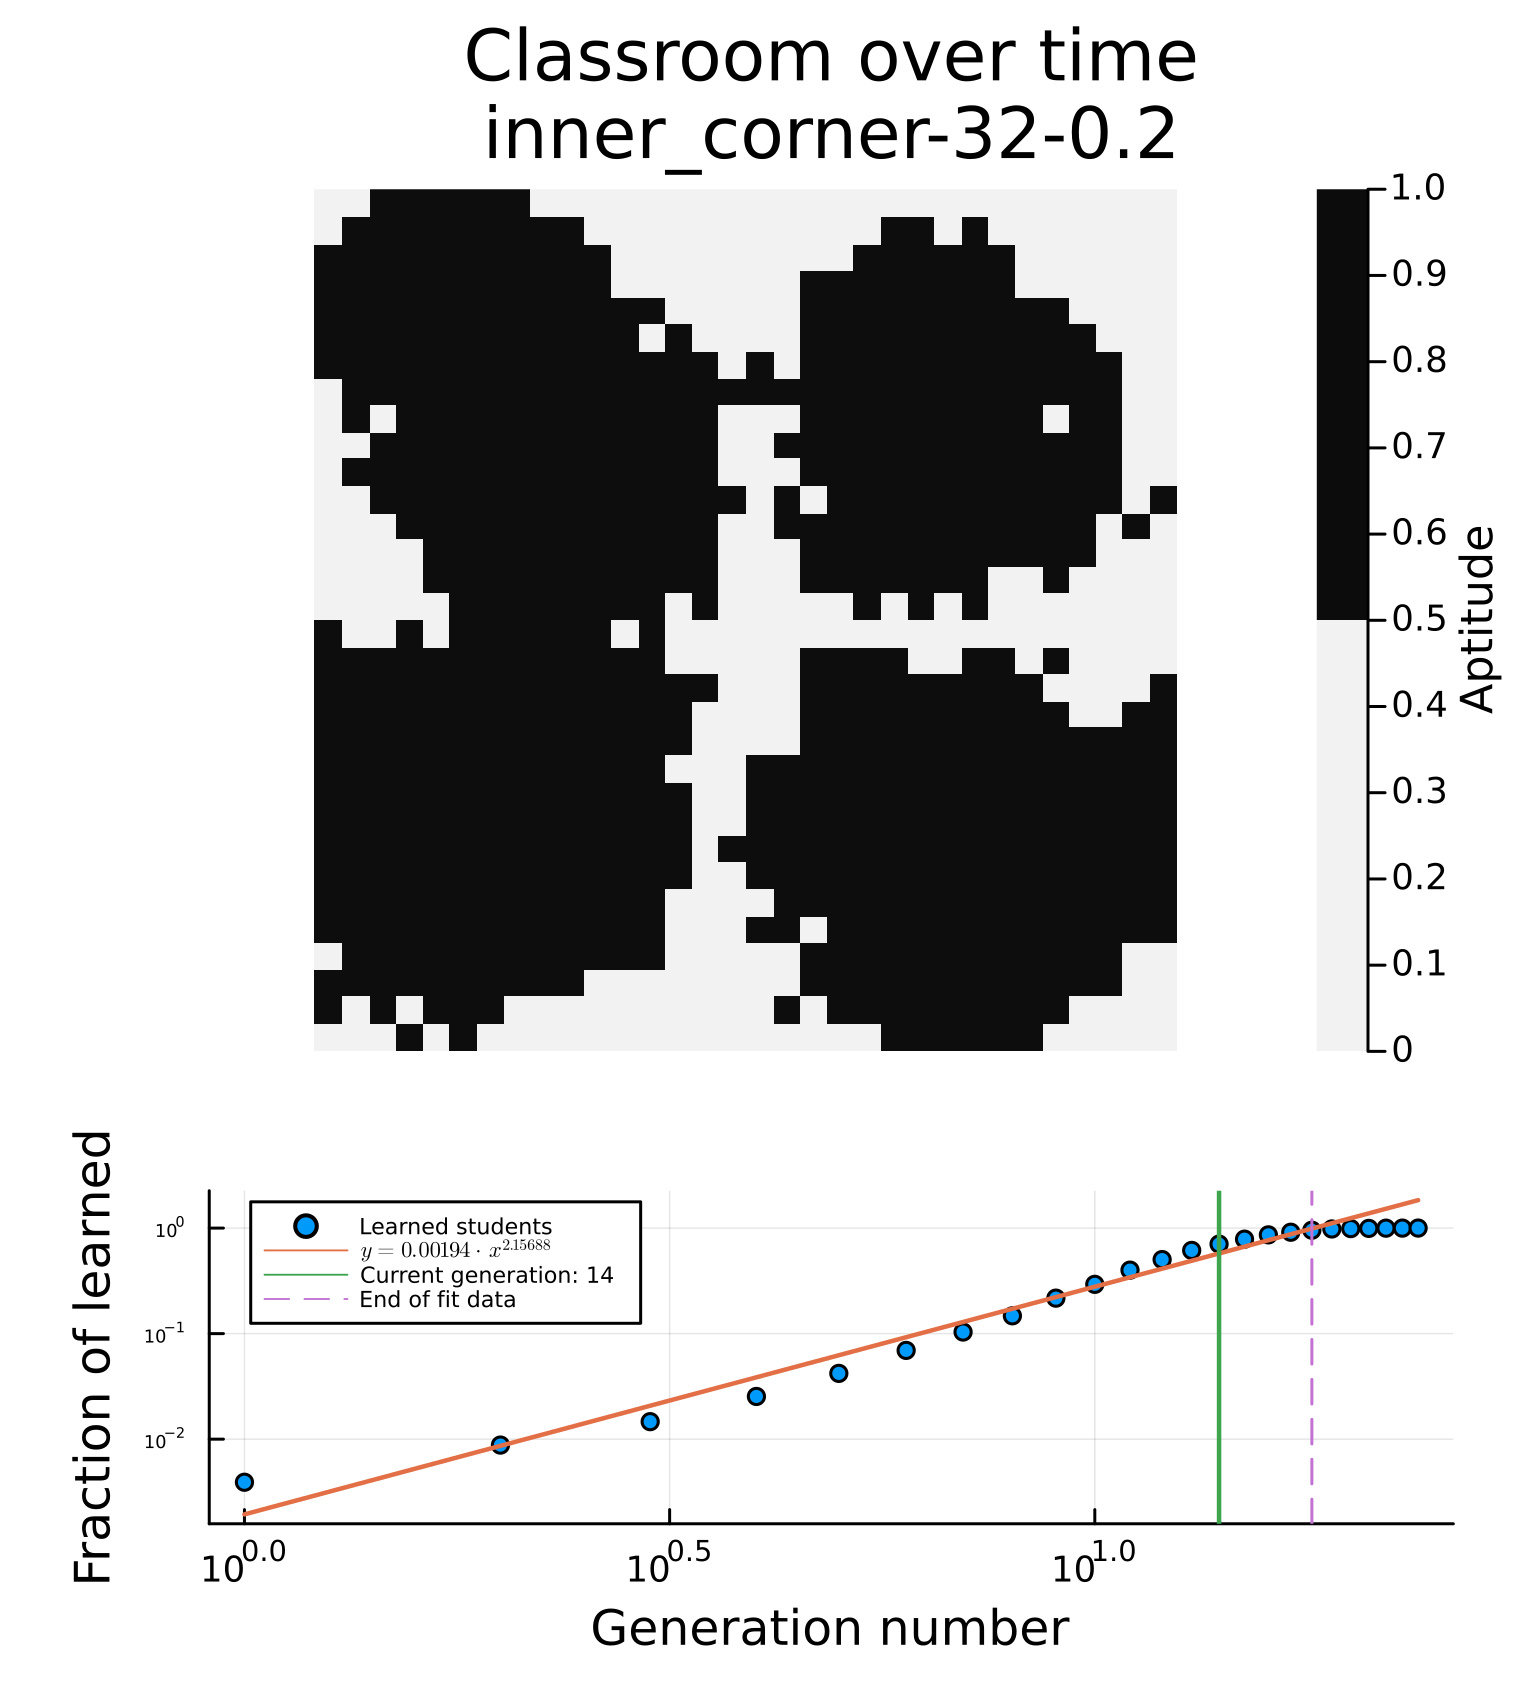 Classroom over time
inner_corner-32-0.2
1.0
0.9
0.8
0.7
0.6
0.5
0.4
0.3
0.2
0.1
0
Aptitude
Fraction of learned
10⁰
10⁻¹
10⁻²
Learned students
y = 0.00194 · x^2.15688
Current generation: 14
End of fit data
10^0.0
10^0.5
10^1.0
Generation number